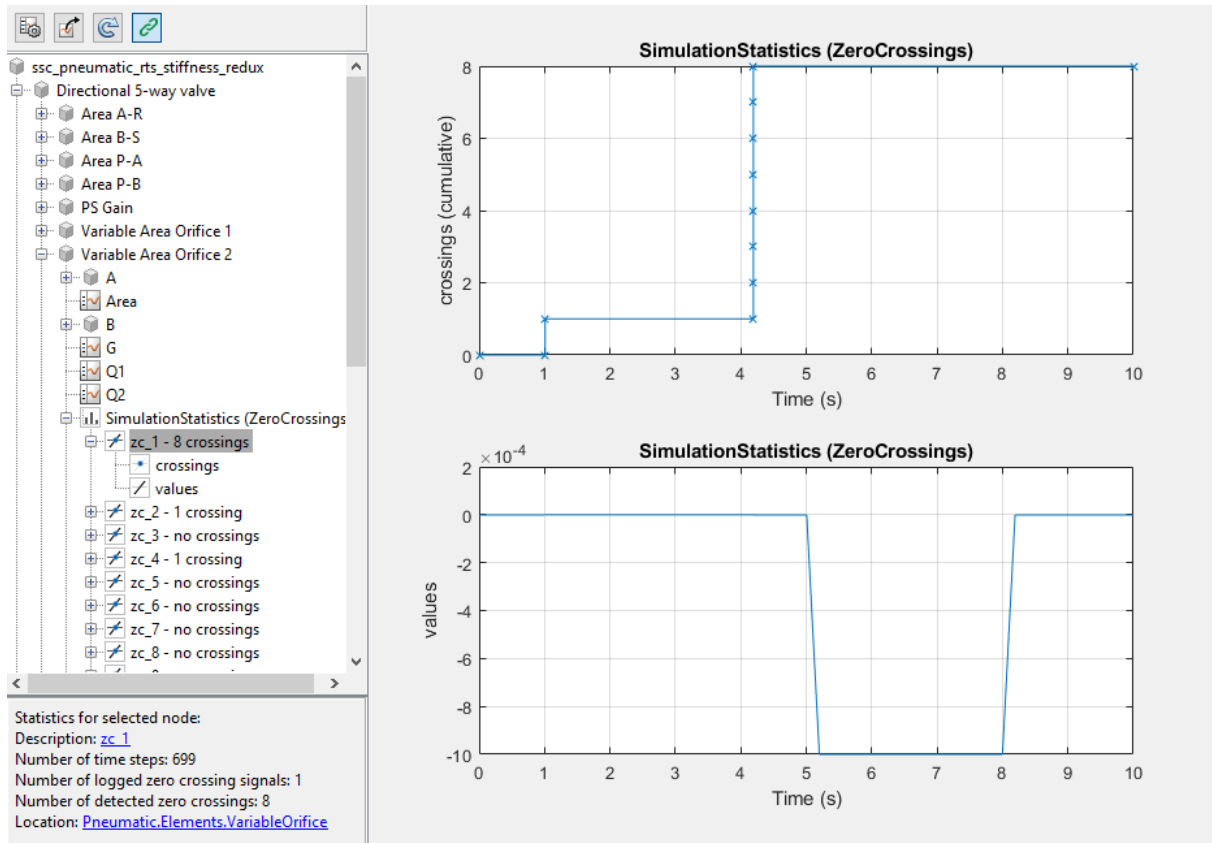 ssc_pneumatic_rts_stiffness_redux
Directional 5-way valve
Area A-R
Area B-S
Area P-A
Area P-B
PS Gain
Variable Area Orifice 1
Variable Area Orifice 2
A
Area
B
G
Q1
Q2
SimulationStatistics (ZeroCrossings
zc_1 - 8 crossings
crossings
values
zc_2 - 1 crossing
zc_3 - no crossings
zc_4 - 1 crossing
zc_5 - no crossings
zc_6 - no crossings
zc_7 - no crossings
zc_8 - no crossings
Statistics for selected node:
Description: zc_1
Number of time steps: 699
Number of logged zero crossing signals: 1
Number of detected zero crossings: 8
Location: Pneumatic.Elements.VariableOrifice
SimulationStatistics (ZeroCrossings)
crossings (cumulative)
8
6
4
2
0
0 1 2 3 4 5 6 7 8 9 10
Time (s)
SimulationStatistics (ZeroCrossings)
×10⁻⁴
values
2
0
-2
-4
-6
-8
-10
0 1 2 3 4 5 6 7 8 9 10
Time (s)